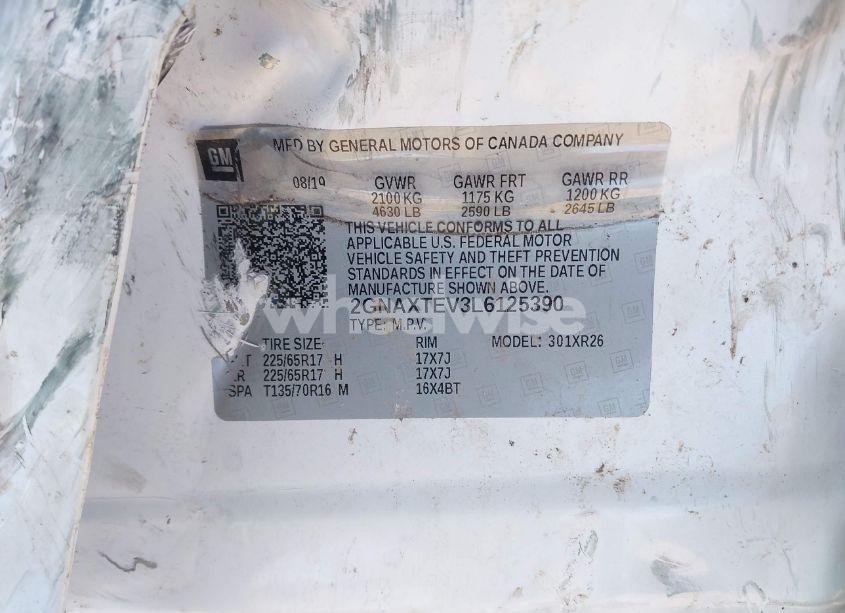 GM
MFD BY GENERAL MOTORS OF CANADA COMPANY
08/19 GVWR GAWR FRT GAWR RR
2100 KG 1175 KG 1200 KG
4630 LB 2590 LB 2645 LB
THIS VEHICLE CONFORMS TO ALL
APPLICABLE U.S. FEDERAL MOTOR
VEHICLE SAFETY AND THEFT PREVENTION
STANDARDS IN EFFECT ON THE DATE OF
MANUFACTURE SHOWN ABOVE.
2GNAXTEV3L6125390
wheelwise
TYPE: M.P.V.
TIRE SIZE: RIM MODEL: 301XR26
225/65R17 H 17X7J
RR 225/65R17 H 17X7J
SPA T135/70R16 M 16X4BT